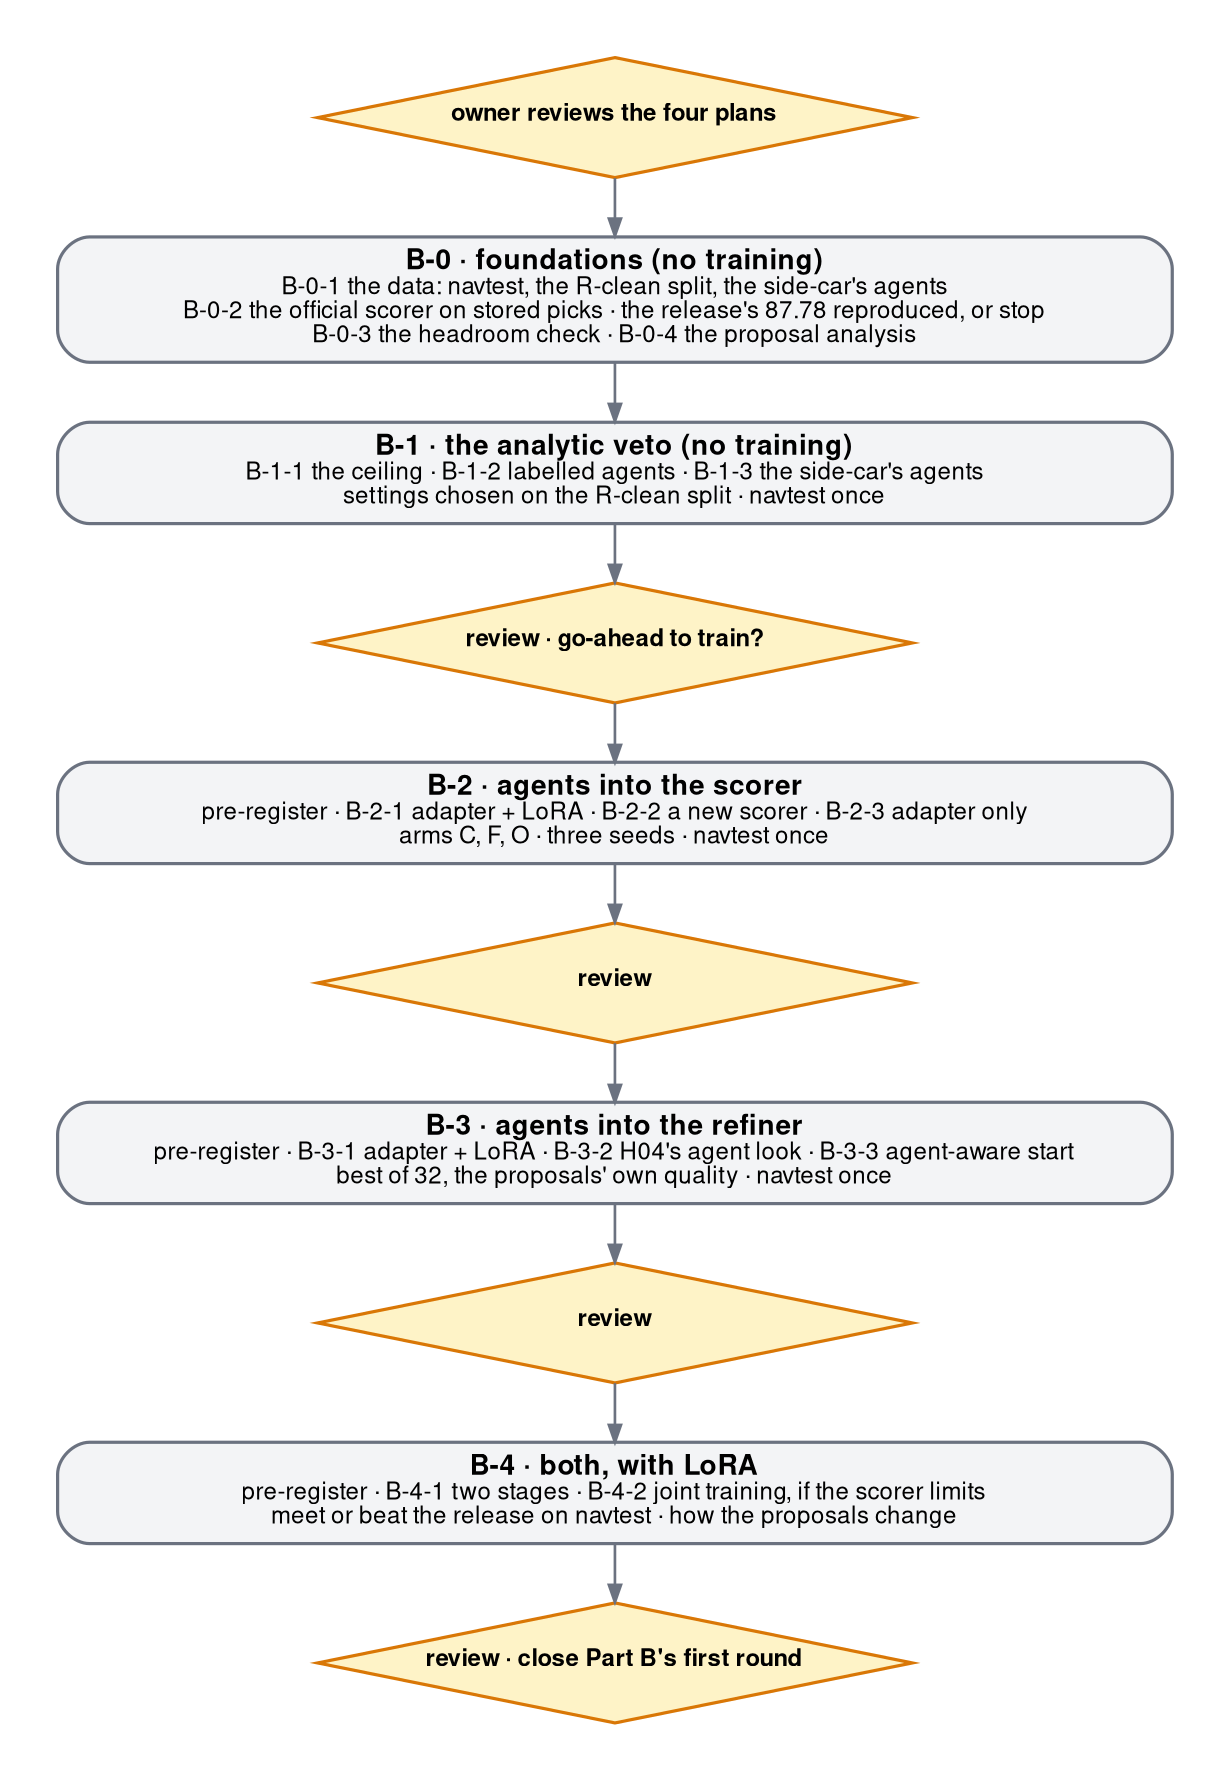 owner reviews the four plans
B-0 · foundations (no training)
B-0-1 the data: navtest, the R-clean split, the side-car's agents
B-0-2 the official scorer on stored picks · the release's 87.78 reproduced, or stop
B-0-3 the headroom check · B-0-4 the proposal analysis
B-1 · the analytic veto (no training)
B-1-1 the ceiling · B-1-2 labelled agents · B-1-3 the side-car's agents
settings chosen on the R-clean split · navtest once
review · go-ahead to train?
B-2 · agents into the scorer
pre-register · B-2-1 adapter + LoRA · B-2-2 a new scorer · B-2-3 adapter only
arms C, F, O · three seeds · navtest once
review
B-3 · agents into the refiner
pre-register · B-3-1 adapter + LoRA · B-3-2 H04's agent look · B-3-3 agent-aware start
best of 32, the proposals' own quality · navtest once
review
B-4 · both, with LoRA
pre-register · B-4-1 two stages · B-4-2 joint training, if the scorer limits
meet or beat the release on navtest · how the proposals change
review · close Part B's first round